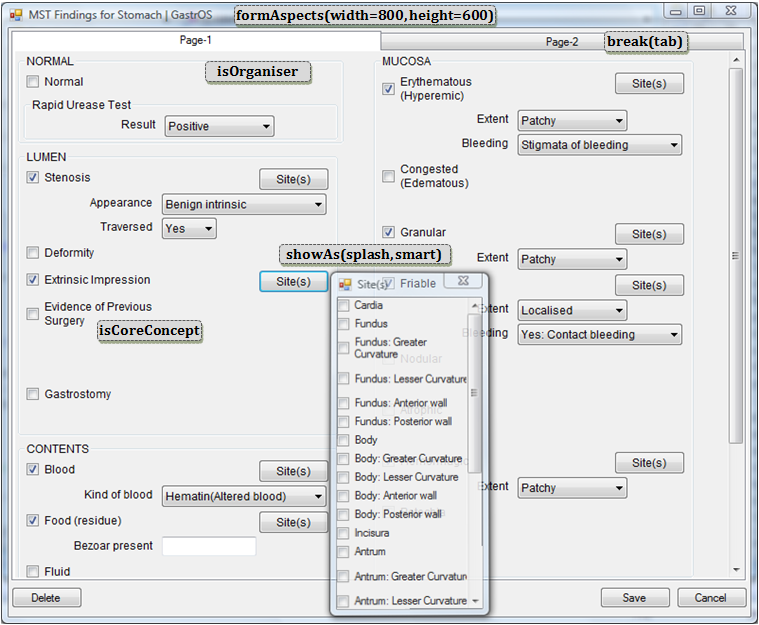 MST Findings for Stomach | GastrOS
formAspects(width=800,height=600)
Page-1
Page-2
break(tab)
NORMAL
isOrganiser
Normal
Rapid Urease Test
Result Positive
LUMEN
Stenosis Site(s)
Appearance Benign intrinsic
Traversed Yes
Deformity
showAs(splash,smart)
Extrinsic Impression Site(s)
Evidence of Previous
Surgery
isCoreConcept
Gastrostomy
CONTENTS
Blood Site(s)
Kind of blood Hematin(Altered blood)
Food (residue) Site(s)
Bezoar present
Fluid
MUCOSA
Erythematous Site(s)
(Hyperemic)
Extent Patchy
Bleeding Stigmata of bleeding
Congested
(Edematous)
Granular Site(s)
Extent Patchy
Friable Site(s)
Extent Localised
Bleeding Yes: Contact bleeding
Nodular
Atrophic
Site(s)
Extent Patchy
Site(s)
Cardia
Fundus
Fundus: Greater
Curvature
Fundus: Lesser Curvature
Fundus: Anterior wall
Fundus: Posterior wall
Body
Body: Greater Curvature
Body: Lesser Curvature
Body: Anterior wall
Body: Posterior wall
Incisura
Antrum
Antrum: Greater Curvature
Antrum: Lesser Curvature
Delete
Save
Cancel